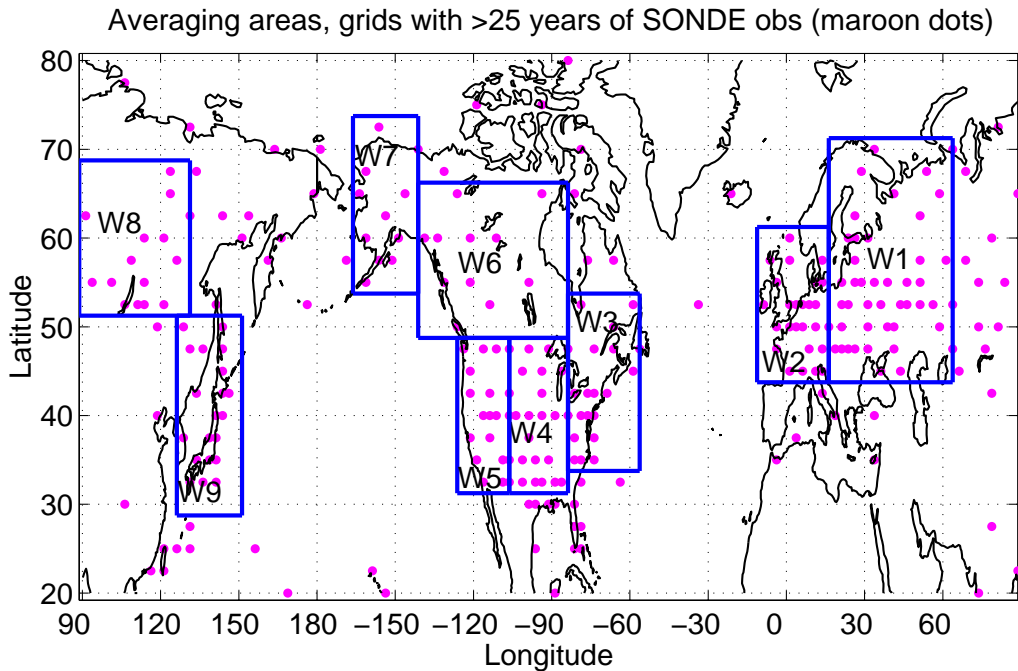 Averaging areas, grids with >25 years of SONDE obs (maroon dots)
80
70
60
50
40
30
20
Latitude
W7
W8
W6
W1
W3
W2
W4
W5
W9
90 120 150 −150 −120 −90 −60 −30 0 30 60
Longitude